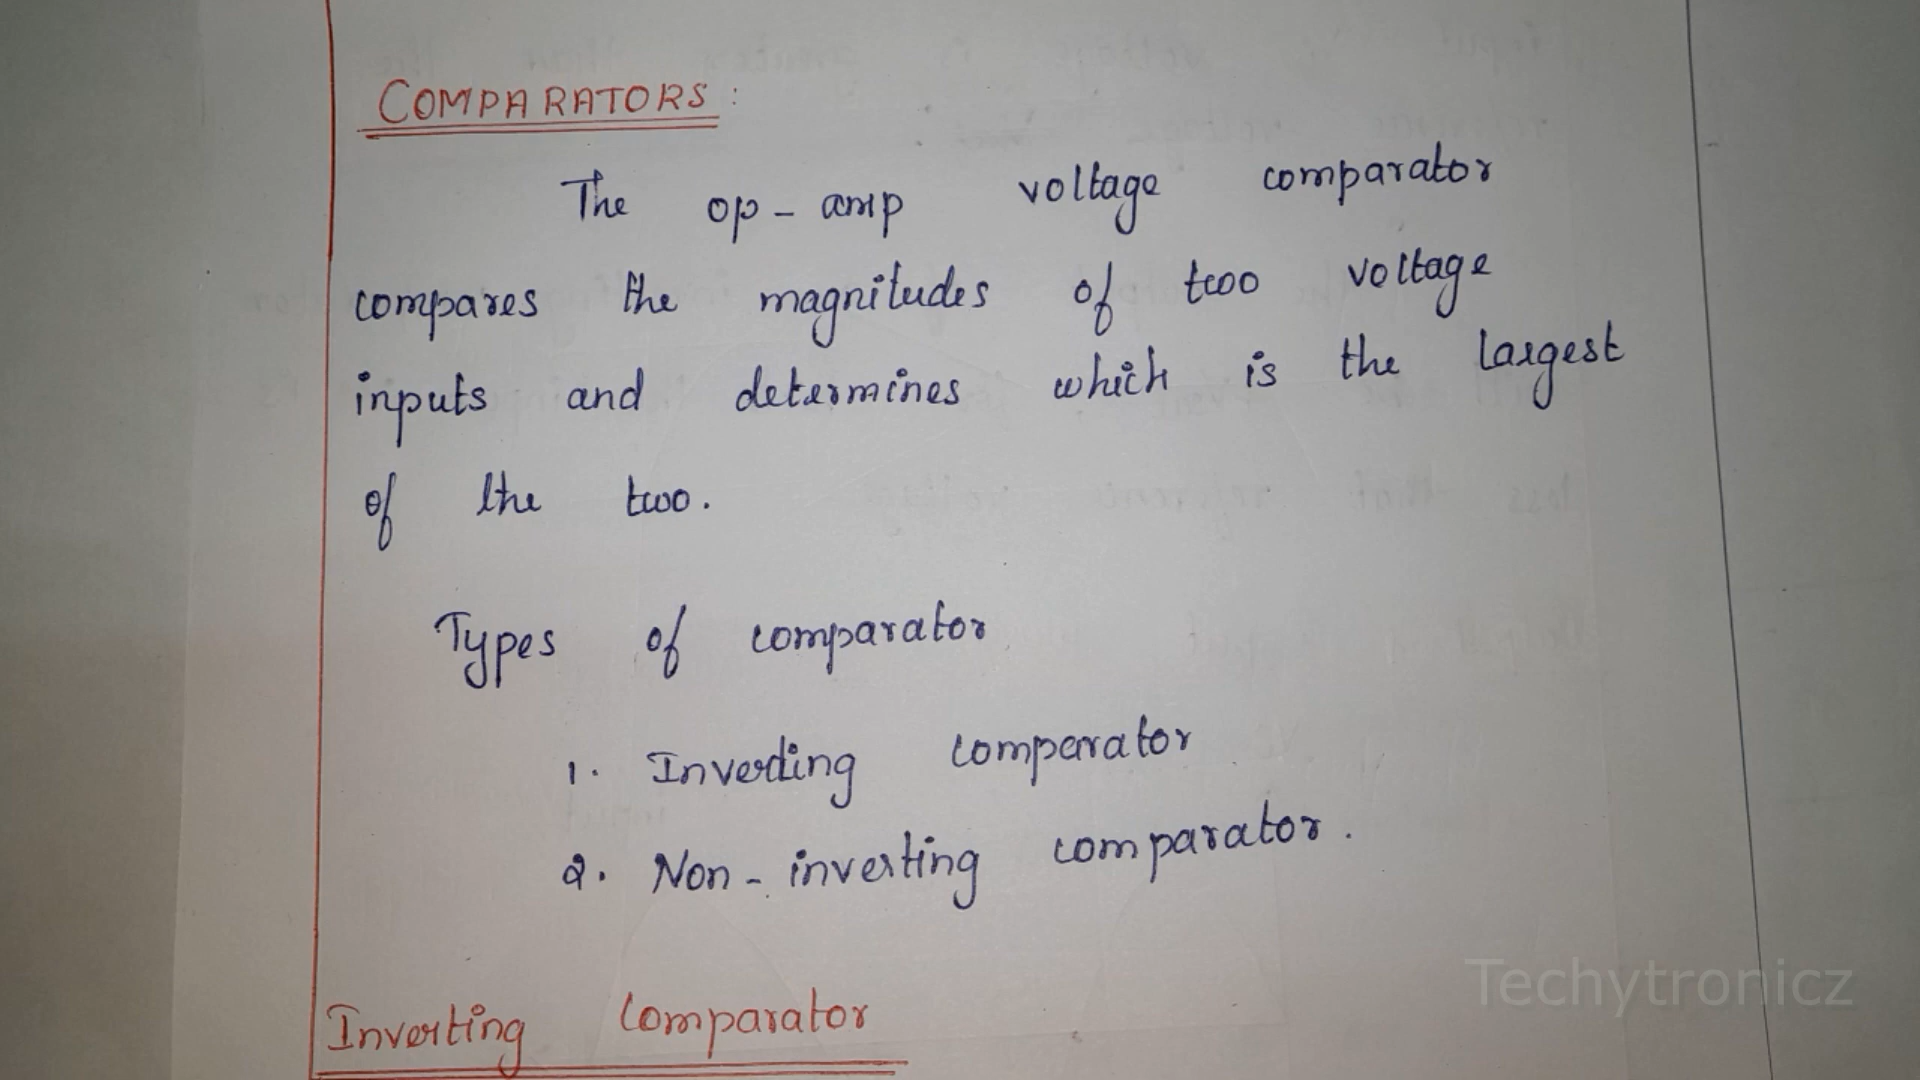 COMPARATORS:
The op-amp voltage comparator
compares the magnitudes of two voltage
inputs and determines which is the largest
of the two.
Types of comparator
1. Inverting comparator
2. Non-inverting comparator.
Inverting Comparator
Techytronicz